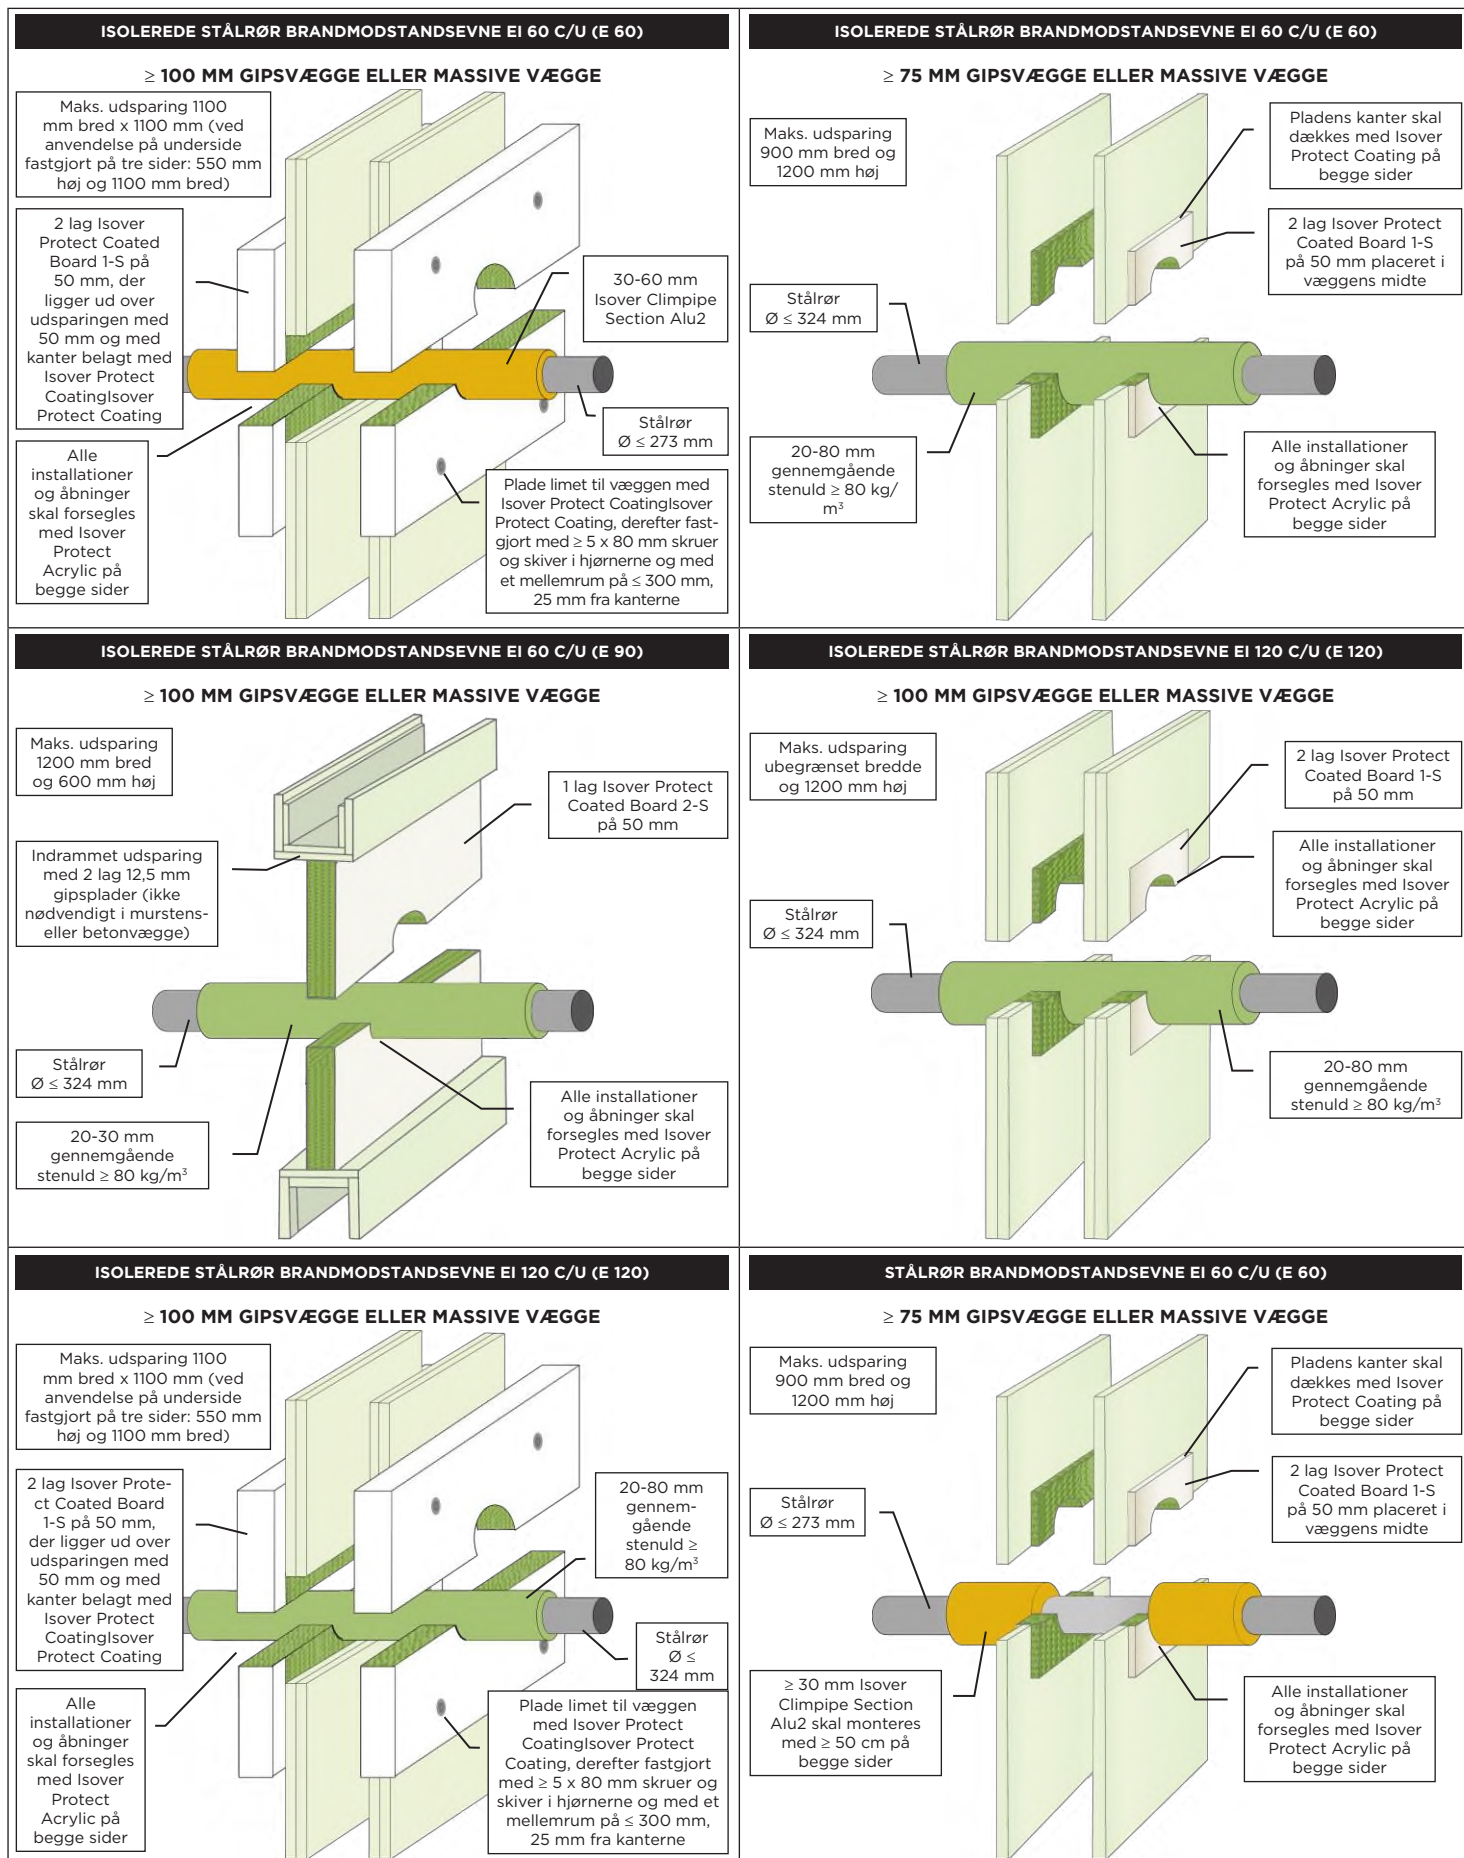 ISOLEREDE STÅLRØR BRANDMODSTANDSEVNE EI 60 C/U (E 60)
≥ 100 MM GIPSVÆGGE ELLER MASSIVE VÆGGE
Maks. udsparing 1100
mm bred x 1100 mm (ved
anvendelse på underside
fastgjort på tre sider: 550 mm
høj og 1100 mm bred)
2 lag Isover
Protect Coated
Board 1-S på
50 mm, der
ligger ud over
udsparingen med
50 mm og med
kanter belagt med
Isover Protect
CoatingIsover
Protect Coating
Alle
installationer
og åbninger
skal forsegles
med Isover
Protect
Acrylic på
begge sider
30-60 mm
Isover Climpipe
Section Alu2
Stålrør
Ø ≤ 273 mm
Plade limet til væggen med
Isover Protect CoatingIsover
Protect Coating, derefter fast-
gjort med ≥ 5 x 80 mm skruer
og skiver i hjørnerne og med
et mellemrum på ≤ 300 mm,
25 mm fra kanterne
ISOLEREDE STÅLRØR BRANDMODSTANDSEVNE EI 60 C/U (E 60)
≥ 75 MM GIPSVÆGGE ELLER MASSIVE VÆGGE
Maks. udsparing
900 mm bred og
1200 mm høj
Stålrør
Ø ≤ 324 mm
20-80 mm
gennemgående
stenuld ≥ 80 kg/
m³
Pladens kanter skal
dækkes med Isover
Protect Coating på
begge sider
2 lag Isover Protect
Coated Board 1-S
på 50 mm placeret i
væggens midte
Alle installationer
og åbninger skal
forsegles med Isover
Protect Acrylic på
begge sider
ISOLEREDE STÅLRØR BRANDMODSTANDSEVNE EI 60 C/U (E 90)
≥ 100 MM GIPSVÆGGE ELLER MASSIVE VÆGGE
Maks. udsparing
1200 mm bred
og 600 mm høj
Indrammet udsparing
med 2 lag 12,5 mm
gipsplader (ikke
nødvendigt i murstens-
eller betonvægge)
Stålrør
Ø ≤ 324 mm
20-30 mm
gennemgående
stenuld ≥ 80 kg/m³
1 lag Isover Protect
Coated Board 2-S
på 50 mm
Alle installationer
og åbninger skal
forsegles med Isover
Protect Acrylic på
begge sider
ISOLEREDE STÅLRØR BRANDMODSTANDSEVNE EI 120 C/U (E 120)
≥ 100 MM GIPSVÆGGE ELLER MASSIVE VÆGGE
Maks. udsparing
ubegrænset bredde
og 1200 mm høj
Stålrør
Ø ≤ 324 mm
2 lag Isover Protect
Coated Board 1-S
på 50 mm
Alle installationer
og åbninger skal
forsegles med Isover
Protect Acrylic på
begge sider
20-80 mm
gennemgående
stenuld ≥ 80 kg/m³
ISOLEREDE STÅLRØR BRANDMODSTANDSEVNE EI 120 C/U (E 120)
≥ 100 MM GIPSVÆGGE ELLER MASSIVE VÆGGE
Maks. udsparing 1100
mm bred x 1100 mm (ved
anvendelse på underside
fastgjort på tre sider: 550 mm
høj og 1100 mm bred)
2 lag Isover Prote-
ct Coated Board
1-S på 50 mm,
der ligger ud over
udsparingen med
50 mm og med
kanter belagt med
Isover Protect
CoatingIsover
Protect Coating
Alle
installationer
og åbninger
skal forsegles
med Isover
Protect
Acrylic på
begge sider
20-80 mm
gennem-
gående
stenuld ≥
80 kg/m³
Stålrør
Ø ≤
324 mm
Plade limet til væggen
med Isover Protect
CoatingIsover Protect
Coating, derefter fastgjort
med ≥ 5 x 80 mm skruer og
skiver i hjørnerne og med et
mellemrum på ≤ 300 mm,
25 mm fra kanterne
STÅLRØR BRANDMODSTANDSEVNE EI 60 C/U (E 60)
≥ 75 MM GIPSVÆGGE ELLER MASSIVE VÆGGE
Maks. udsparing
900 mm bred og
1200 mm høj
Stålrør
Ø ≤ 273 mm
≥ 30 mm Isover
Climpipe Section
Alu2 skal monteres
med ≥ 50 cm på
begge sider
Pladens kanter skal
dækkes med Isover
Protect Coating på
begge sider
2 lag Isover Protect
Coated Board 1-S
på 50 mm placeret i
væggens midte
Alle installationer
og åbninger skal
forsegles med Isover
Protect Acrylic på
begge sider